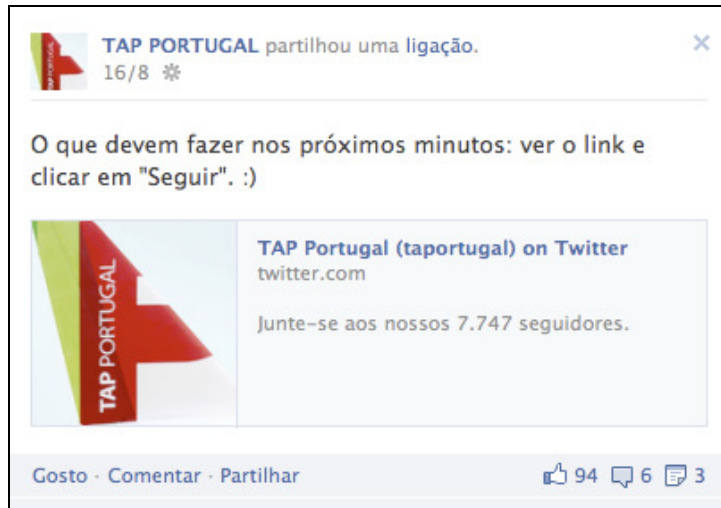 TAP PORTUGAL partilhou uma ligação.
16/8
O que devem fazer nos próximos minutos: ver o link e
clicar em "Seguir". :)
TAP PORTUGAL
TAP Portugal (taportugal) on Twitter
twitter.com
Junte-se aos nossos 7.747 seguidores.
Gosto · Comentar · Partilhar 94 6 3